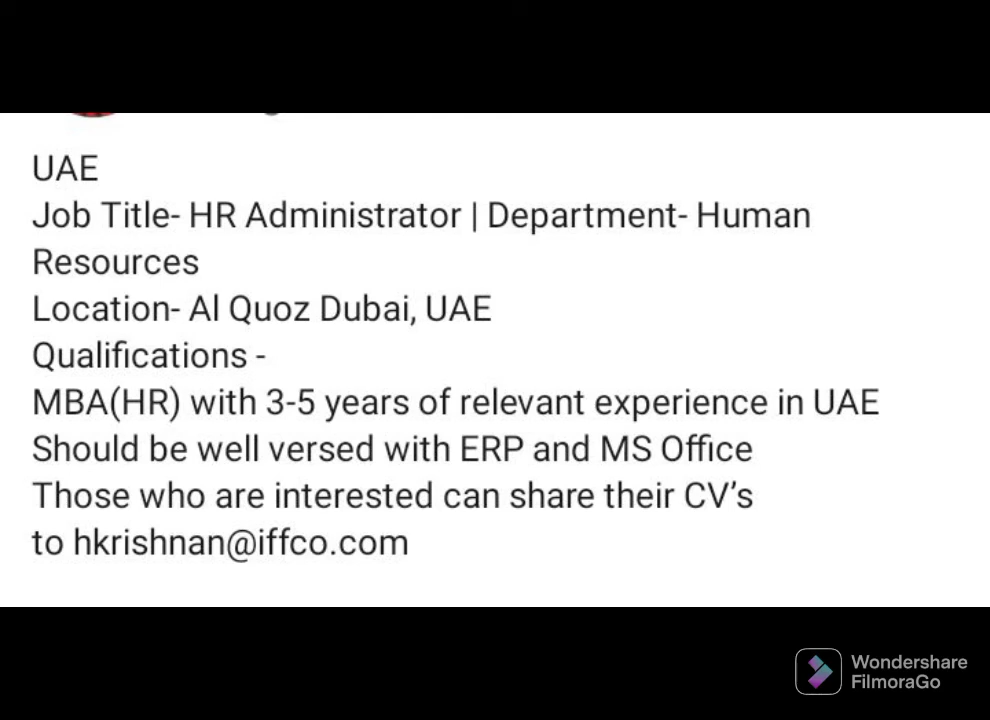 UAE
Job Title- HR Administrator | Department- Human
Resources
Location- Al Quoz Dubai, UAE
Qualifications -
MBA(HR) with 3-5 years of relevant experience in UAE
Should be well versed with ERP and MS Office
Those who are interested can share their CV’s
to hkrishnan@iffco.com
Wondershare
FilmoraGo